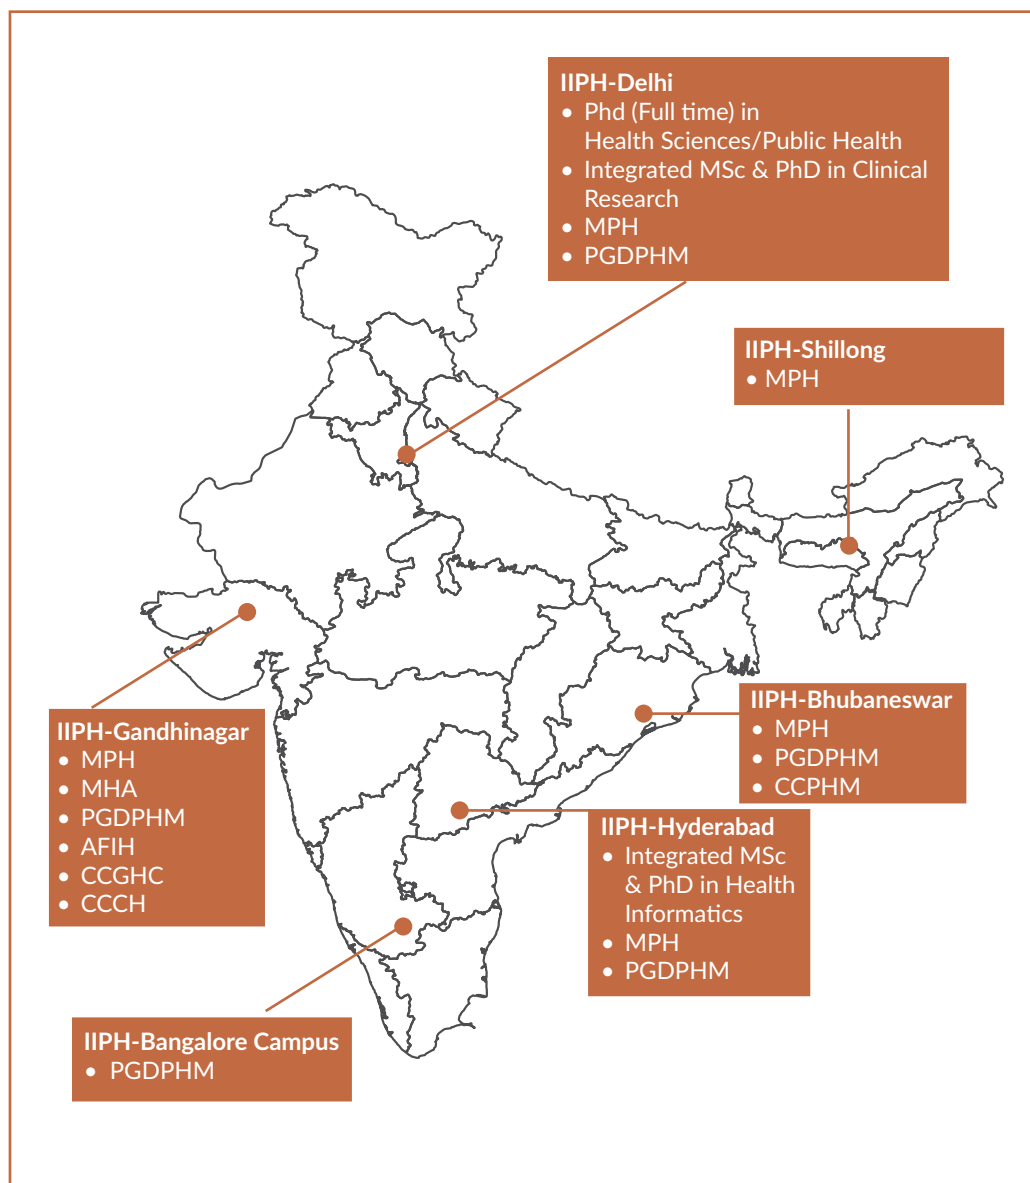 IIPH-Delhi
• Phd (Full time) in
Health Sciences/Public Health
• Integrated MSc & PhD in Clinical
Research
• MPH
• PGDPHM
IIPH-Shillong
• MPH
IIPH-Gandhinagar
• MPH
• MHA
• PGDPHM
• AFIH
• CCGHC
• CCCH
IIPH-Bhubaneswar
• MPH
• PGDPHM
• CCPHM
IIPH-Hyderabad
• Integrated MSc
& PhD in Health
Informatics
• MPH
• PGDPHM
IIPH-Bangalore Campus
• PGDPHM